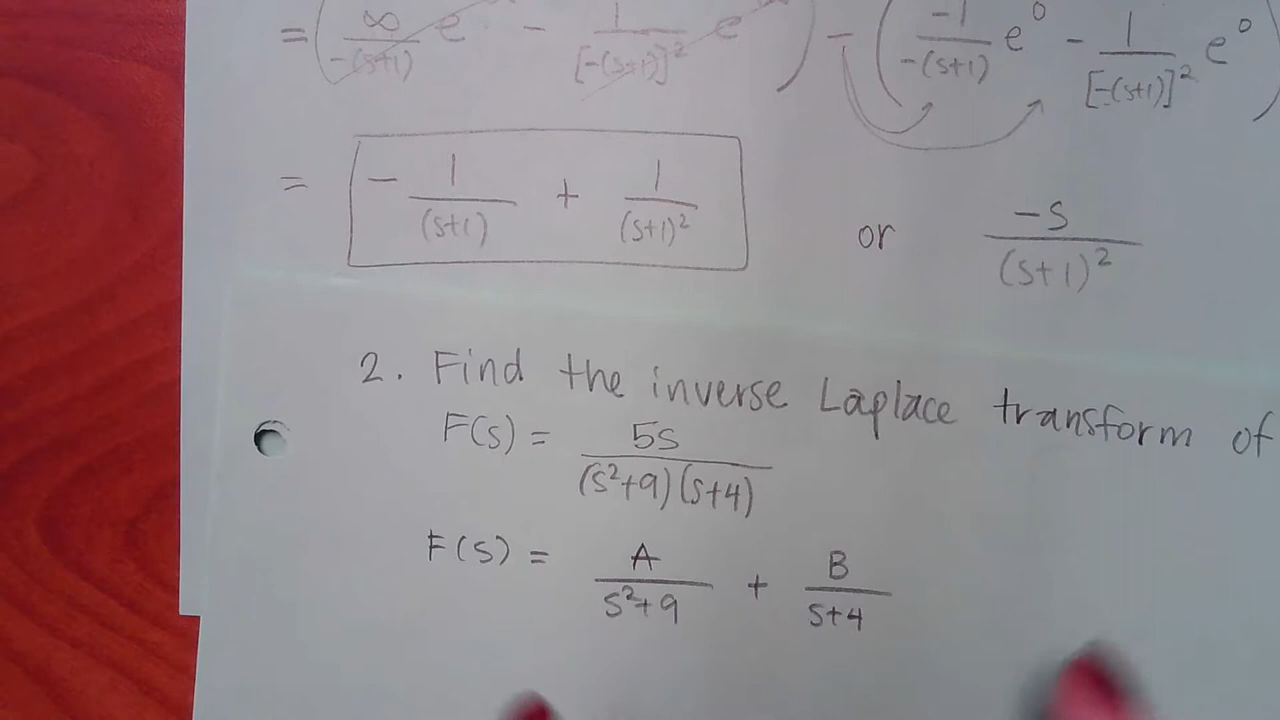 = ( ∞/-(s+1) e - 1/[-(s+1)]² e ) - ( -1/-(s+1) e⁰ - 1/[-(s+1)]² e⁰ )
= - 1/(s+1) + 1/(s+1)² or -s/(s+1)²
2. Find the inverse Laplace transform of
F(s) = 5s/(s²+9)(s+4)
F(s) = A/s²+9 + B/s+4